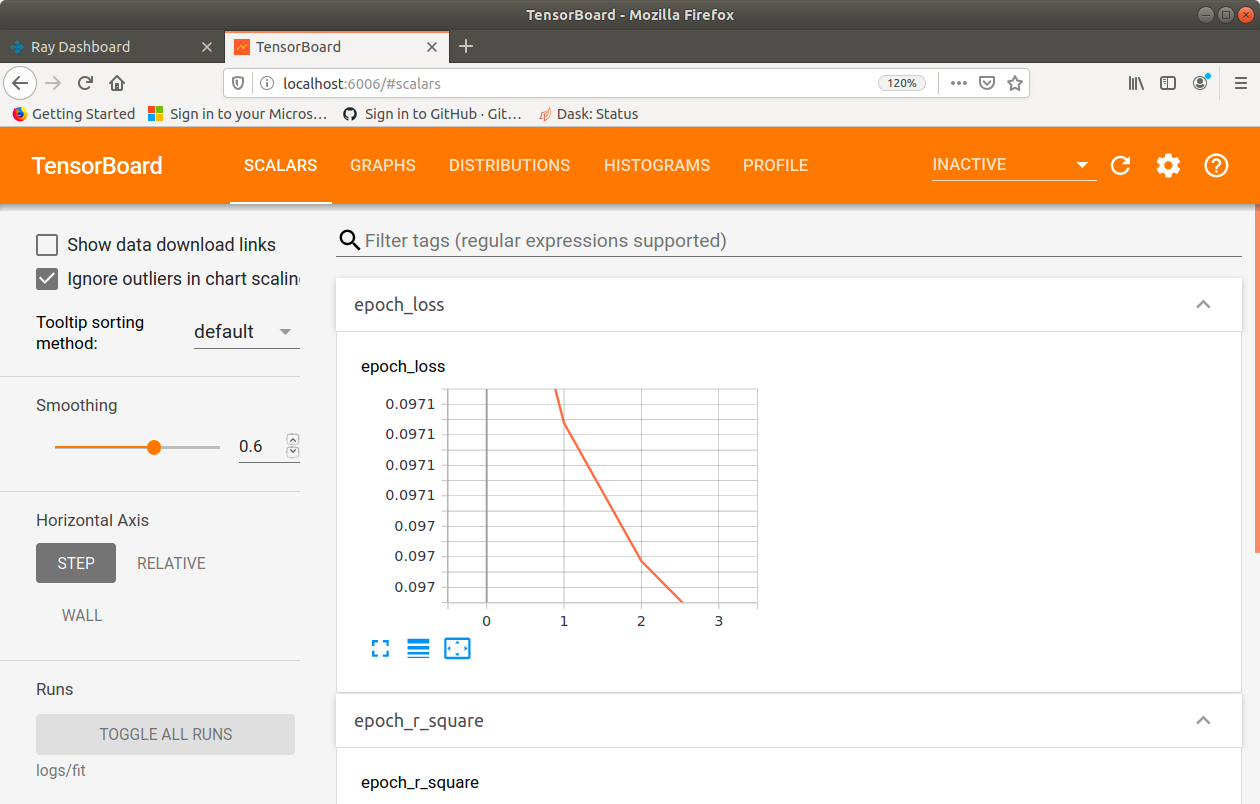 TensorBoard - Mozilla Firefox
Ray Dashboard
TensorBoard
localhost:6006/#scalars
120%
Getting Started
Sign in to your Micros…
Sign in to GitHub · Git…
Dask: Status
TensorBoard
SCALARS
GRAPHS
DISTRIBUTIONS
HISTOGRAMS
PROFILE
INACTIVE
Show data download links
Ignore outliers in chart scalin
Tooltip sorting
method:
default
Smoothing
0.6
Horizontal Axis
STEP
RELATIVE
WALL
Runs
TOGGLE ALL RUNS
logs/fit
Filter tags (regular expressions supported)
epoch_loss
epoch_loss
0.0971
0.0971
0.0971
0.0971
0.097
0.097
0.097
0 1 2 3
epoch_r_square
epoch_r_square